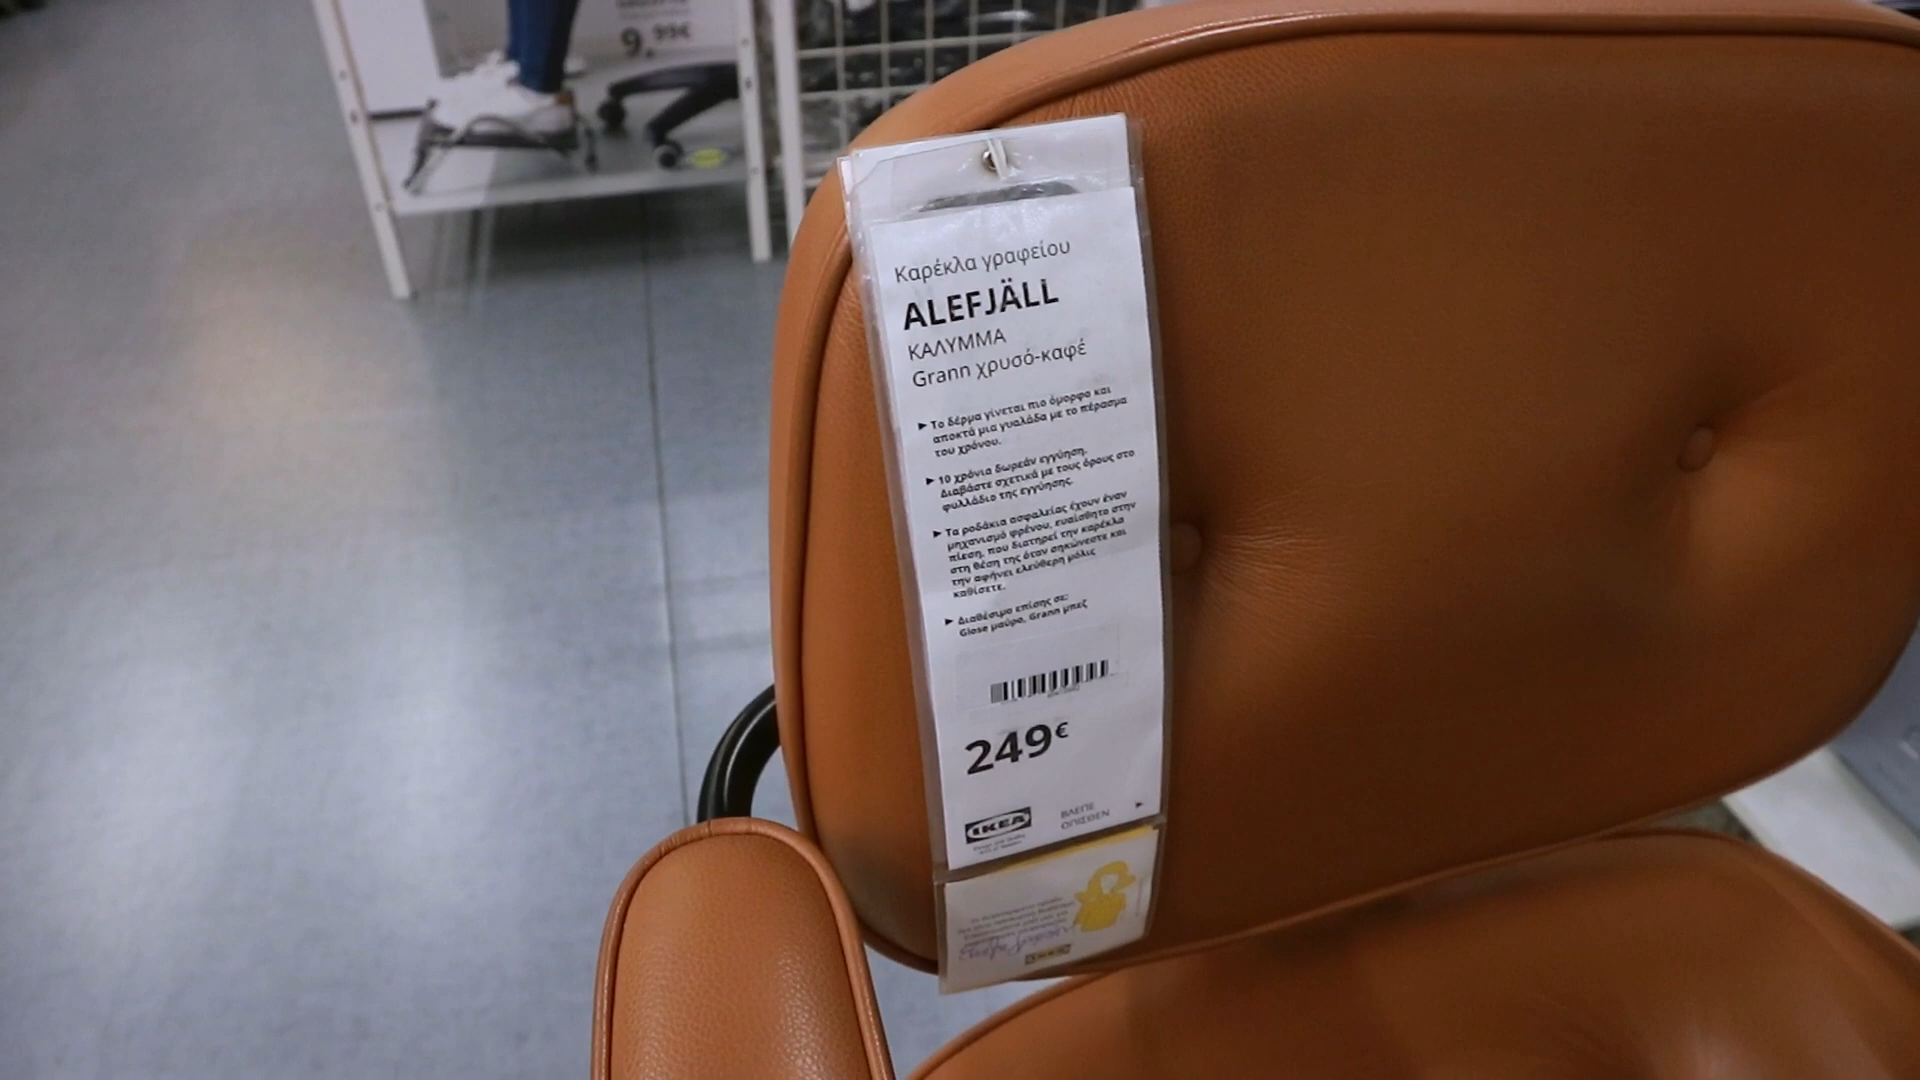 9.99€
Καρέκλα γραφείου
ALEFJÄLL
ΚΑΛΥΜΜΑ
Grann χρυσό-καφέ
► Το δέρμα γίνεται πιο όμορφο και
αποκτά μια γυαλάδα με το πέρασμα
του χρόνου.
► 10 χρόνια δωρεάν εγγύηση.
Διαβάστε σχετικά με τους όρους στο
φυλλάδιο της εγγύησης.
► Τα ροδάκια ασφαλείας έχουν έναν
μηχανισμό φρένου, ευαίσθητο στην
πίεση, που διατηρεί την καρέκλα
στη θέση της όταν σηκώνεστε και
την αφήνει ελεύθερη μόλις
καθίσετε.
► Διαθέσιμο επίσης σε:
Glose μαύρο, Grann μπεζ
249€
IKEA
ΒΛΕΠΕ
ΟΠΙΣΘΕΝ
IKEA